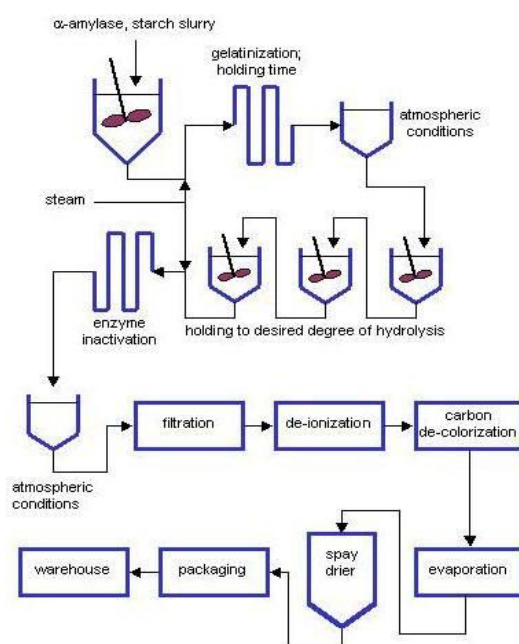 α-amylase, starch slurry
gelatinization;
holding time
atmospheric
conditions
steam
enzyme
inactivation
holding to desired degree of hydrolysis
atmospheric
conditions
filtration
de-ionization
carbon
de-colorization
evaporation
spay
drier
packaging
warehouse